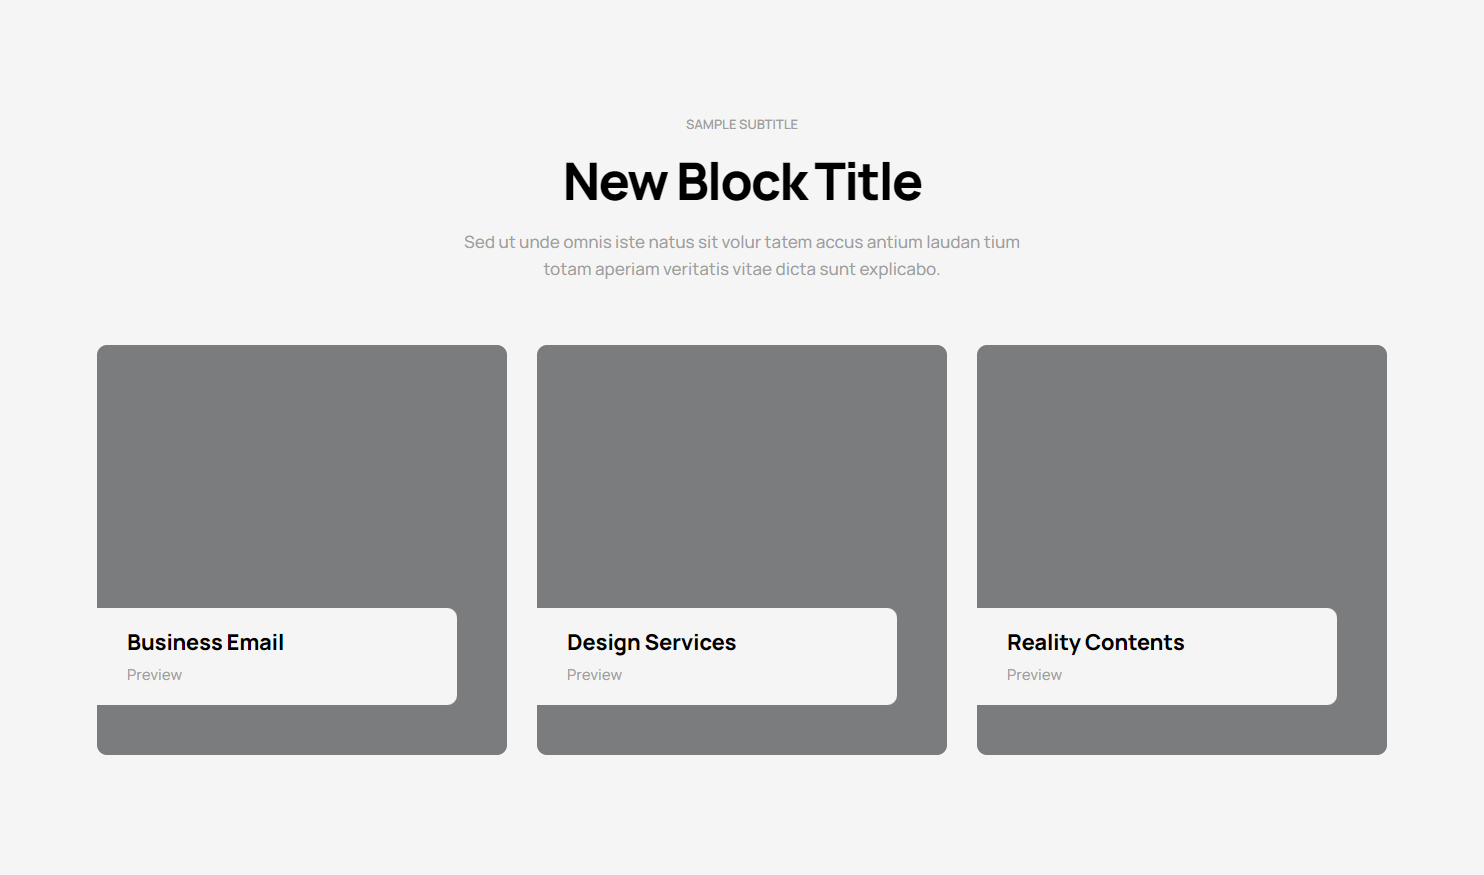 SAMPLE SUBTITLE
New Block Title
Sed ut unde omnis iste natus sit volur tatem accus antium laudan tium
totam aperiam veritatis vitae dicta sunt explicabo.
Business Email
Preview
Design Services
Preview
Reality Contents
Preview